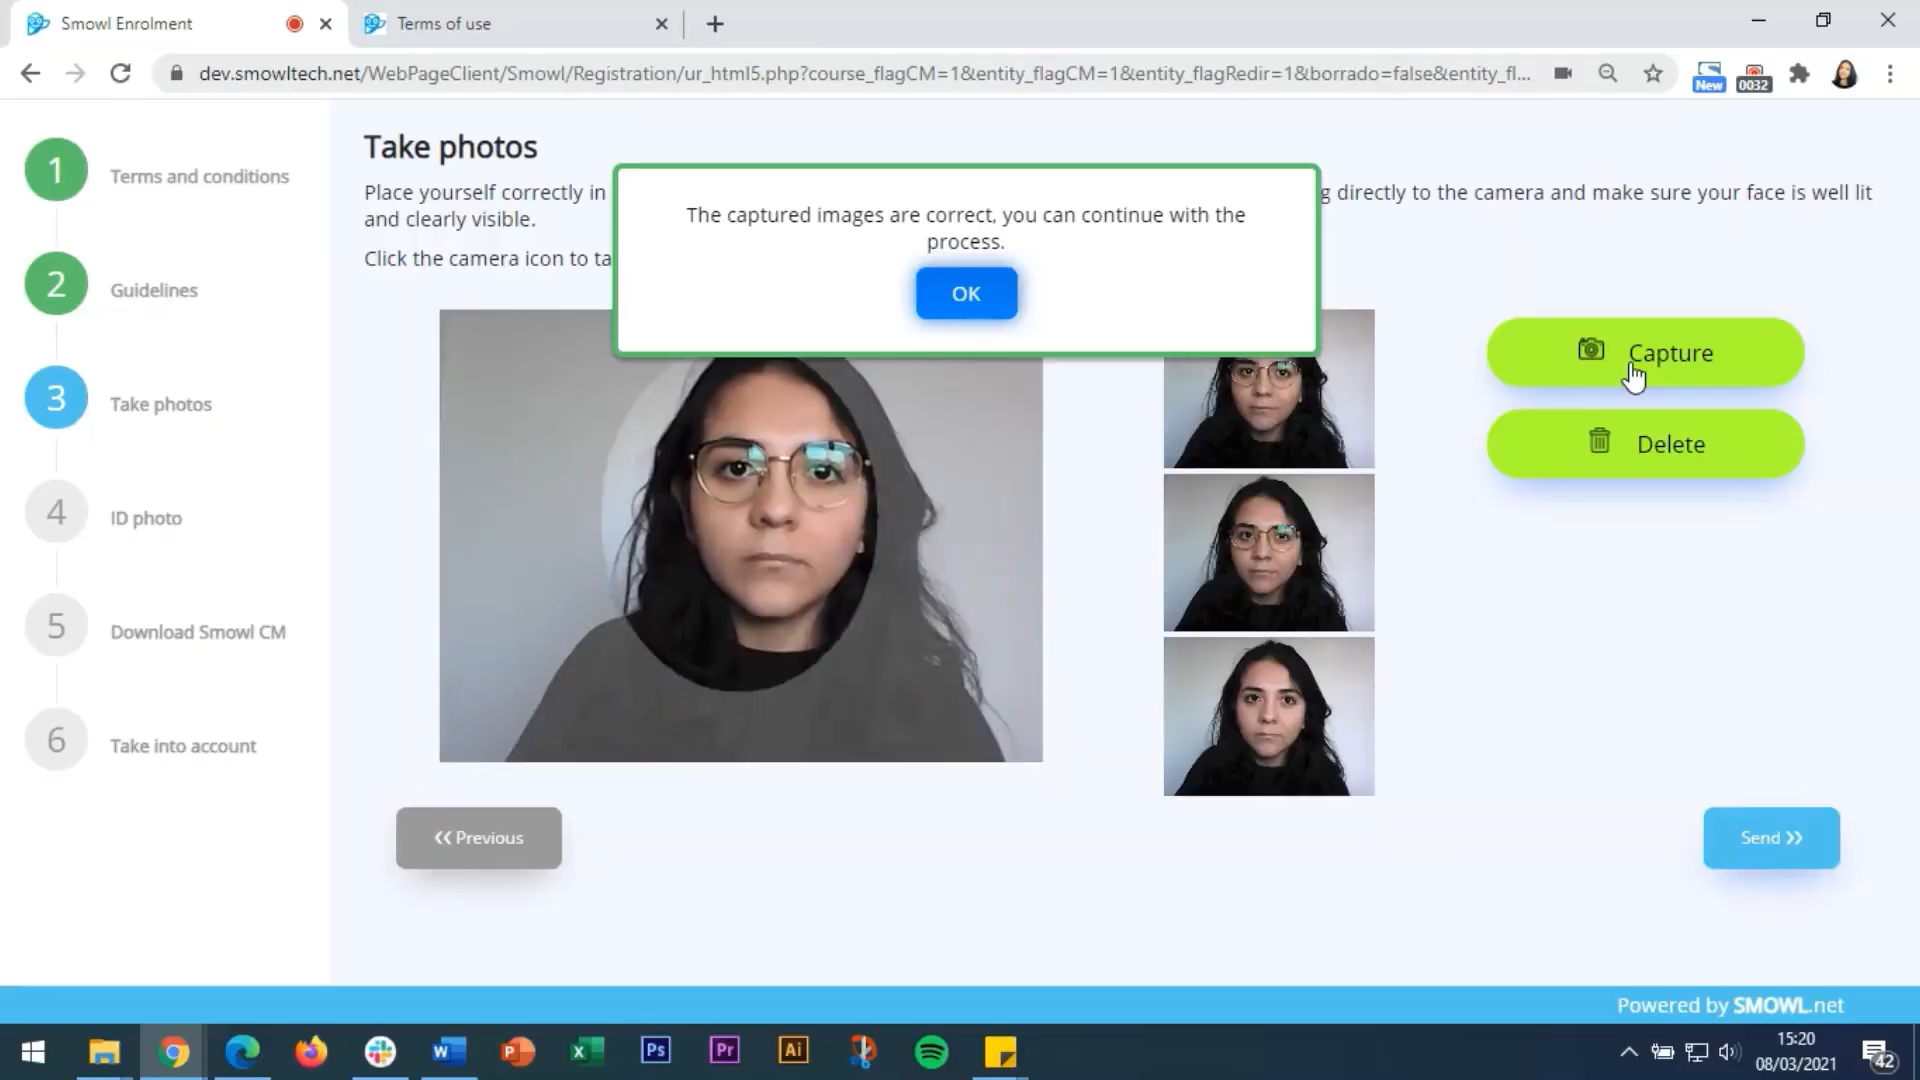 Smowl Enrolment
Terms of use
dev.smowltech.net/WebPageClient/Smowl/Registration/ur_html5.php?course_flagCM=1&entity_flagCM=1&entity_flagRedir=1&borrado=false&entity_fl...
New
0032
1 Terms and conditions
2 Guidelines
3 Take photos
4 ID photo
5 Download Smowl CM
6 Take into account
Take photos
Place yourself correctly in g directly to the camera and make sure your face is well lit
and clearly visible.
Click the camera icon to ta
The captured images are correct, you can continue with the
process.
OK
Capture
Delete
Previous
Send
Powered by SMOWL.net
W
P
X
Ps
Pr
Ai
15:20
08/03/2021
42